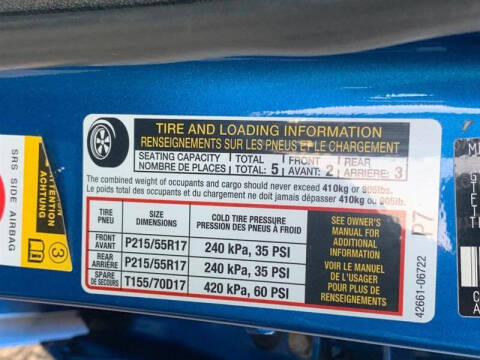 TIRE AND LOADING INFORMATION
RENSEIGNEMENTS SUR LES PNEUS ET LE CHARGEMENT
SEATING CAPACITY TOTAL FRONT REAR
NOMBRE DE PLACES: TOTAL: 5 AVANT: 2 ARRIÈRE: 3
The combined weight of occupants and cargo should never exceed 410kg or 905lbs.
Le poids total des occupants et du chargement ne doit jamais dépasser 410kg ou 905lb.
TIRE SIZE COLD TIRE PRESSURE
PNEU DIMENSIONS PRESSION DES PNEUS À FROID
FRONT
AVANT P215/55R17 240 kPa, 35 PSI
REAR
ARRIÈRE P215/55R17 240 kPa, 35 PSI
SPARE
DE SECOURS T155/70D17 420 kPa, 60 PSI
SEE OWNER'S
MANUAL FOR
ADDITIONAL
INFORMATION
VOIR LE MANUEL
DE L'USAGER
POUR PLUS DE
RENSEIGNEMENTS
P7
42661-06722
SRS SIDE AIRBAG
ATTENTION
ACHTUNG
3